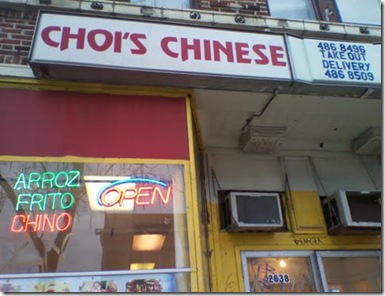 CHOI'S CHINESE
486 8496
TAKE OUT
DELIVERY
486 8509
ARROZ
FRITO
CHINO
OPEN
2638